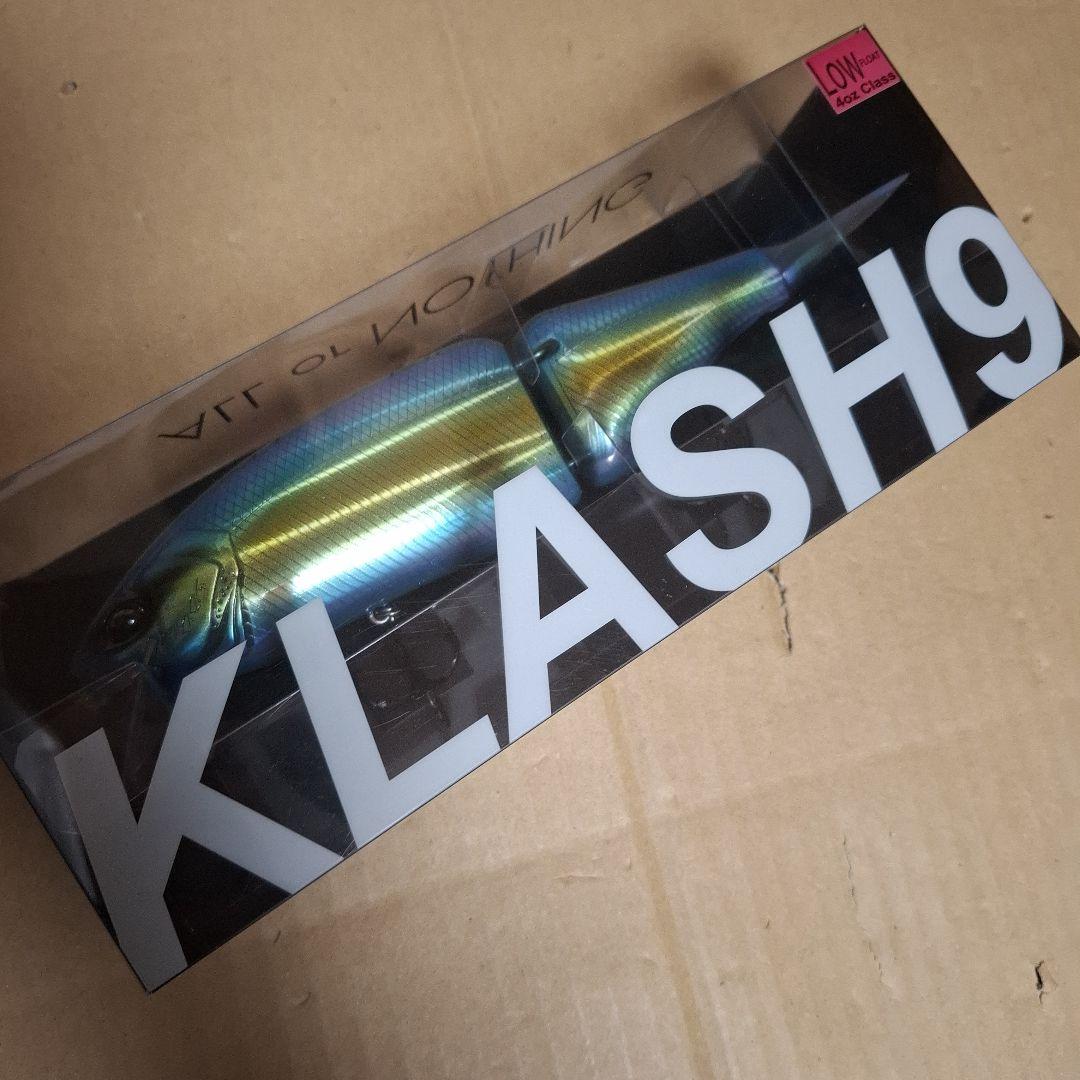 LOW FLOAT
4oz Class
ALL OR NOTHING
KLASH9